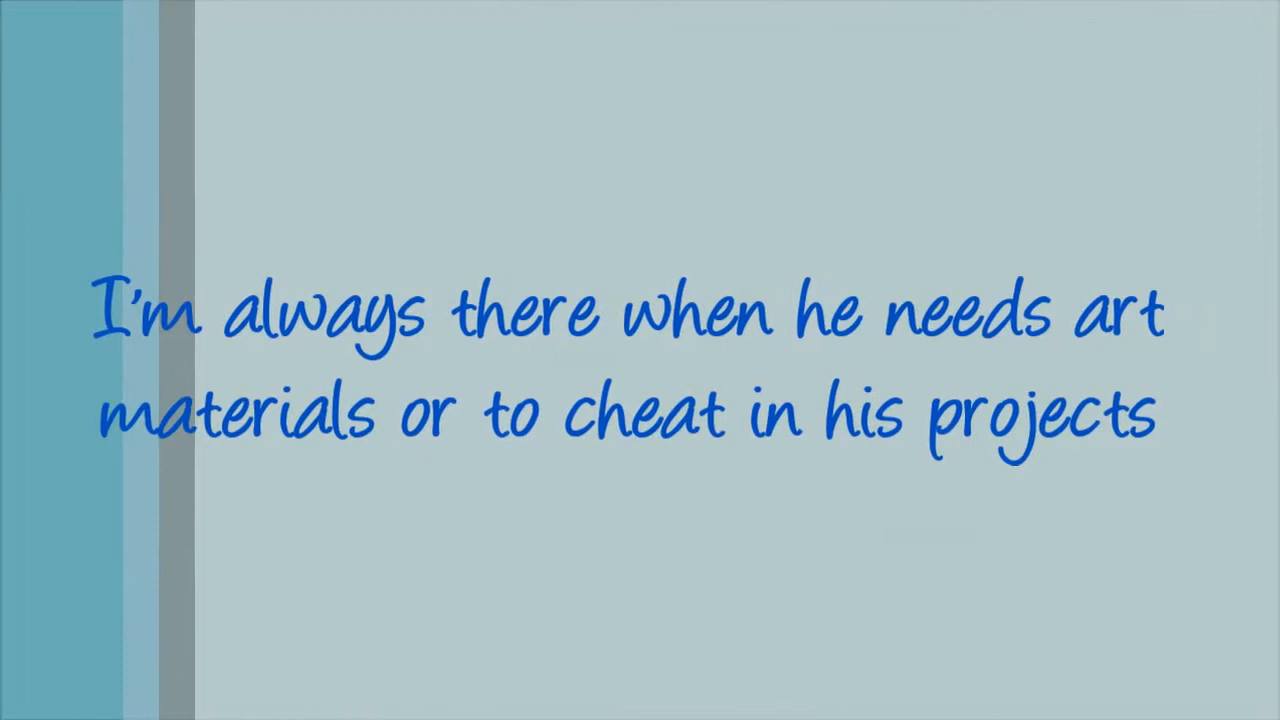 I'm always there when he needs art
materials or to cheat in his projects